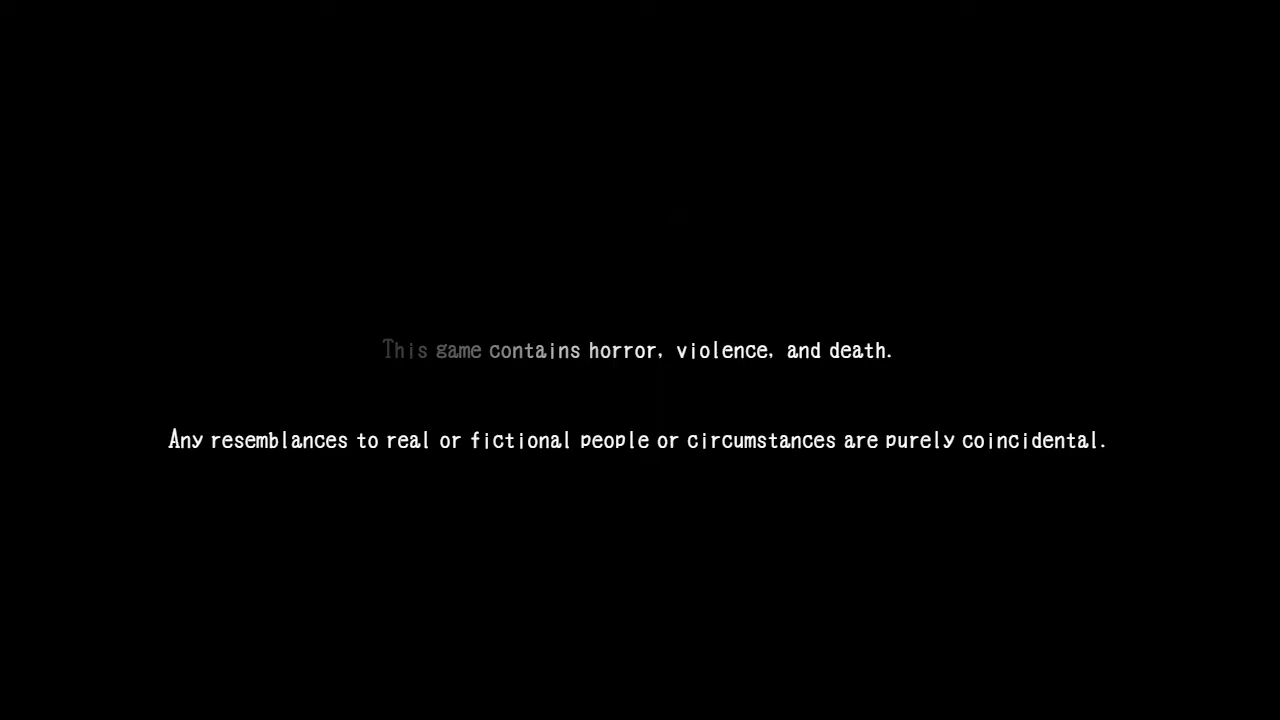 This game contains horror, violence, and death.
Any resemblances to real or fictional people or circumstances are purely coincidental.